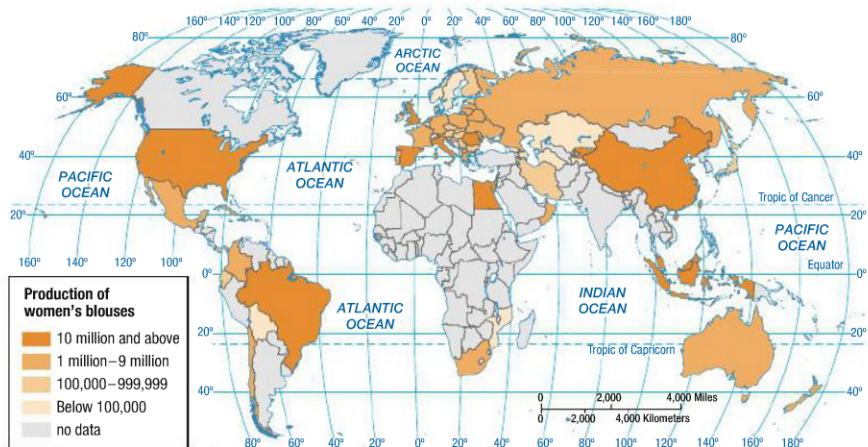 160º 140º 120º 100º 80º 60º 40º 20º 0º 20º 40º 60º 80º 100º 120º 140º 160º 180º
80º
ARCTIC
OCEAN
80º
60º
60º
40º
PACIFIC
OCEAN
ATLANTIC
OCEAN
40º
Tropic of Cancer
20º
20º
PACIFIC
OCEAN
160º 140º 120º 100º
0º
0º
Equator
Production of
women's blouses
10 million and above
1 million–9 million
100,000–999,999
Below 100,000
no data
ATLANTIC
OCEAN
INDIAN
OCEAN
20º
20º
Tropic of Capricorn
40º
40º
0 2,000 4,000 Miles
0 2,000 4,000 Kilometers
80º 60º 40º 20º 0º 20º 40º 60º 80º 100º 120º 140º 160º 180º